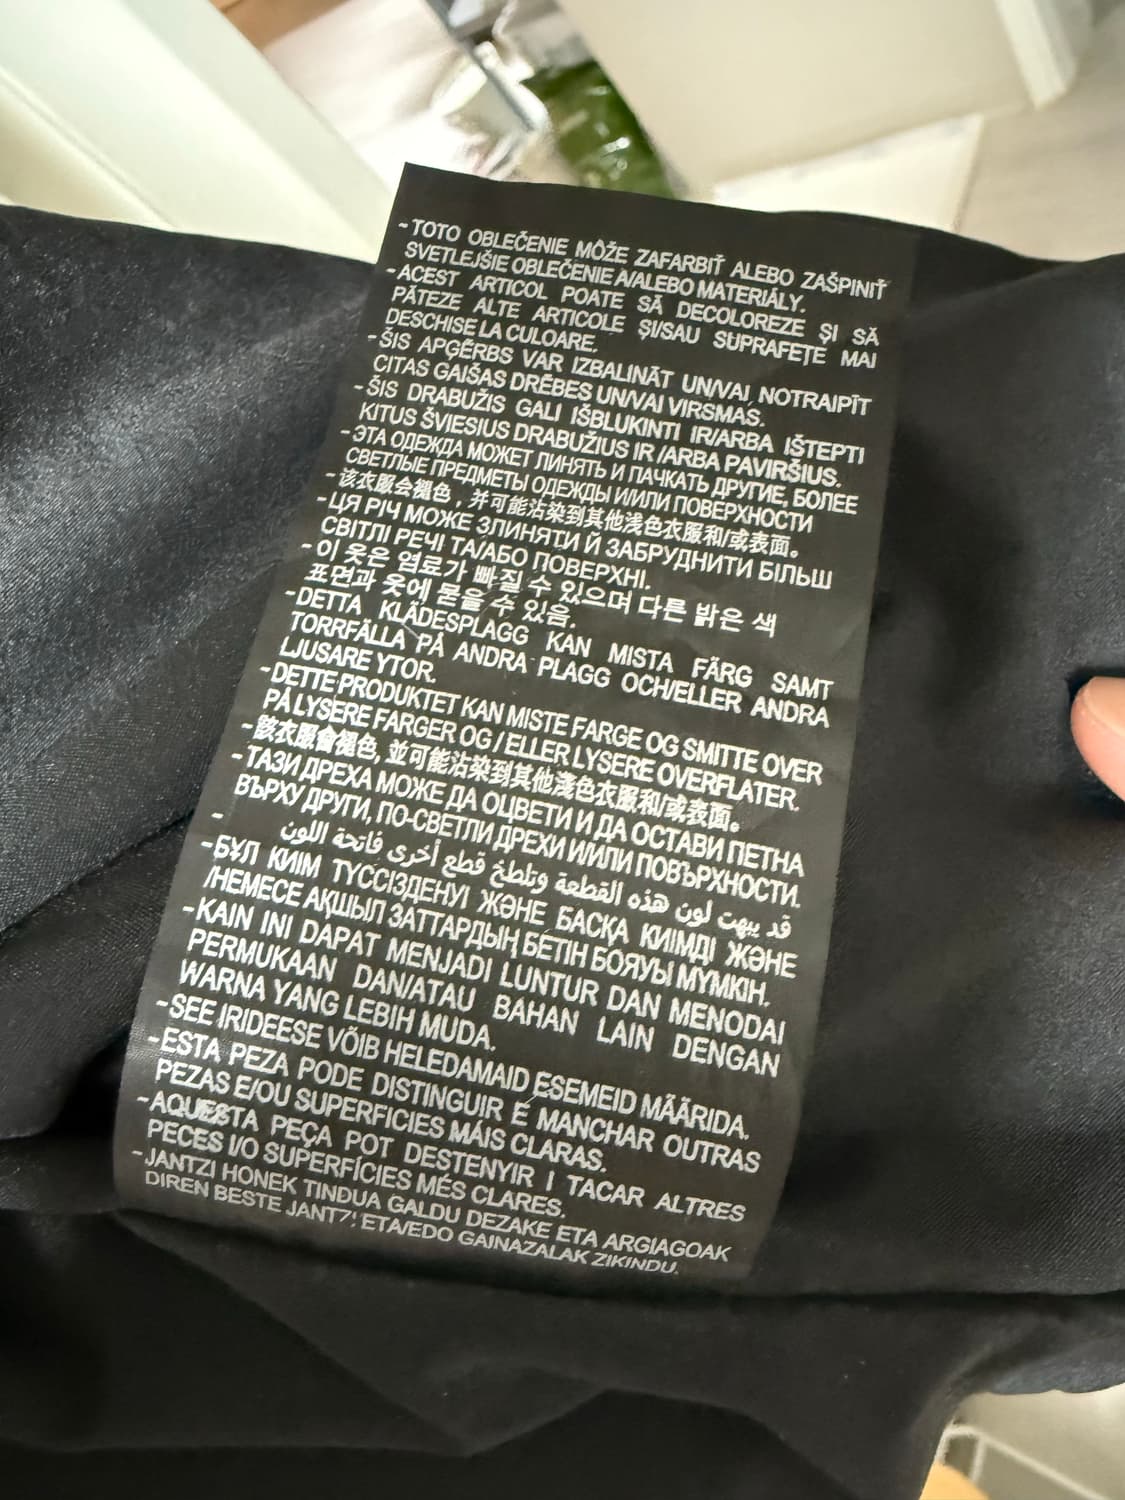 - TOTO OBLEČENIE MÔŽE ZAFARBIŤ ALEBO ZAŠPINIŤ
SVETLEJŠIE OBLEČENIE A/ALEBO MATERIÁLY.
- ACEST ARTICOL POATE SĂ DECOLOREZE ȘI SĂ
PĂTEZE ALTE ARTICOLE ȘI/SAU SUPRAFEȚE MAI
DESCHISE LA CULOARE.
- ŠIS APĢĒRBS VAR IZBALINĀT UN/VAI NOTRAIPĪT
CITAS GAIŠAS DRĒBES UN/VAI VIRSMAS.
- ŠIS DRABUŽIS GALI IŠBLUKINTI IR/ARBA IŠTEPTI
KITUS ŠVIESIUS DRABUŽIUS IR /ARBA PAVIRŠIUS.
- ЭТА ОДЕЖДА МОЖЕТ ЛИНЯТЬ И ПАЧКАТЬ ДРУГИЕ, БОЛЕЕ
СВЕТЛЫЕ ПРЕДМЕТЫ ОДЕЖДЫ И/ИЛИ ПОВЕРХНОСТИ
- 该衣服会褪色，并可能沾染到其他浅色衣服和/或表面。
- ЦЯ РІЧ МОЖЕ ЗЛИНЯТИ Й ЗАБРУДНИТИ БІЛЬШ
СВІТЛІ РЕЧІ ТА/АБО ПОВЕРХНІ.
- 이 옷은 염료가 빠질 수 있으며 다른 밝은 색
표면과 옷에 묻을 수 있음.
- DETTA KLÄDESPLAGG KAN MISTA FÄRG SAMT
TORRFÄLLA PÅ ANDRA PLAGG OCH/ELLER ANDRA
LJUSARE YTOR.
- DETTE PRODUKTET KAN MISTE FARGE OG SMITTE OVER
PÅ LYSERE FARGER OG / ELLER LYSERE OVERFLATER.
- 該衣服會褪色, 並可能沾染到其他淺色衣服和/或表面。
- ТАЗИ ДРЕХА МОЖЕ ДА ОЦВЕТИ И ДА ОСТАВИ ПЕТНА
ВЪРХУ ДРУГИ, ПО-СВЕТЛИ ДРЕХИ И/ИЛИ ПОВЪРХНОСТИ.
- قد يبهت لون هذه القطعة وتلطخ قطع أخرى فاتحة اللون
- БҰЛ КИІМ ТҮССІЗДЕНУІ ЖӘНЕ БАСҚА КИІМДІ ЖӘНЕ
/НЕМЕСЕ АҚШЫЛ ЗАТТАРДЫҢ БЕТІН БОЯУЫ МҮМКІН.
- KAIN INI DAPAT MENJADI LUNTUR DAN MENODAI
PERMUKAAN DAN/ATAU BAHAN LAIN DENGAN
WARNA YANG LEBIH MUDA.
- SEE IRIDEESE VÕIB HELEDAMAID ESEMEID MÄÄRIDA.
- ESTA PEZA PODE DISTINGUIR E MANCHAR OUTRAS
PEZAS E/OU SUPERFICIES MÁIS CLARAS.
- AQUESTA PEÇA POT DESTENYIR I TACAR ALTRES
PECES I/O SUPERFÍCIES MÉS CLARES.
- JANTZI HONEK TINDUA GALDU DEZAKE ETA ARGIAGOAK
DIREN BESTE JANTZI ETA/EDO GAINAZALAK ZIKINDU.